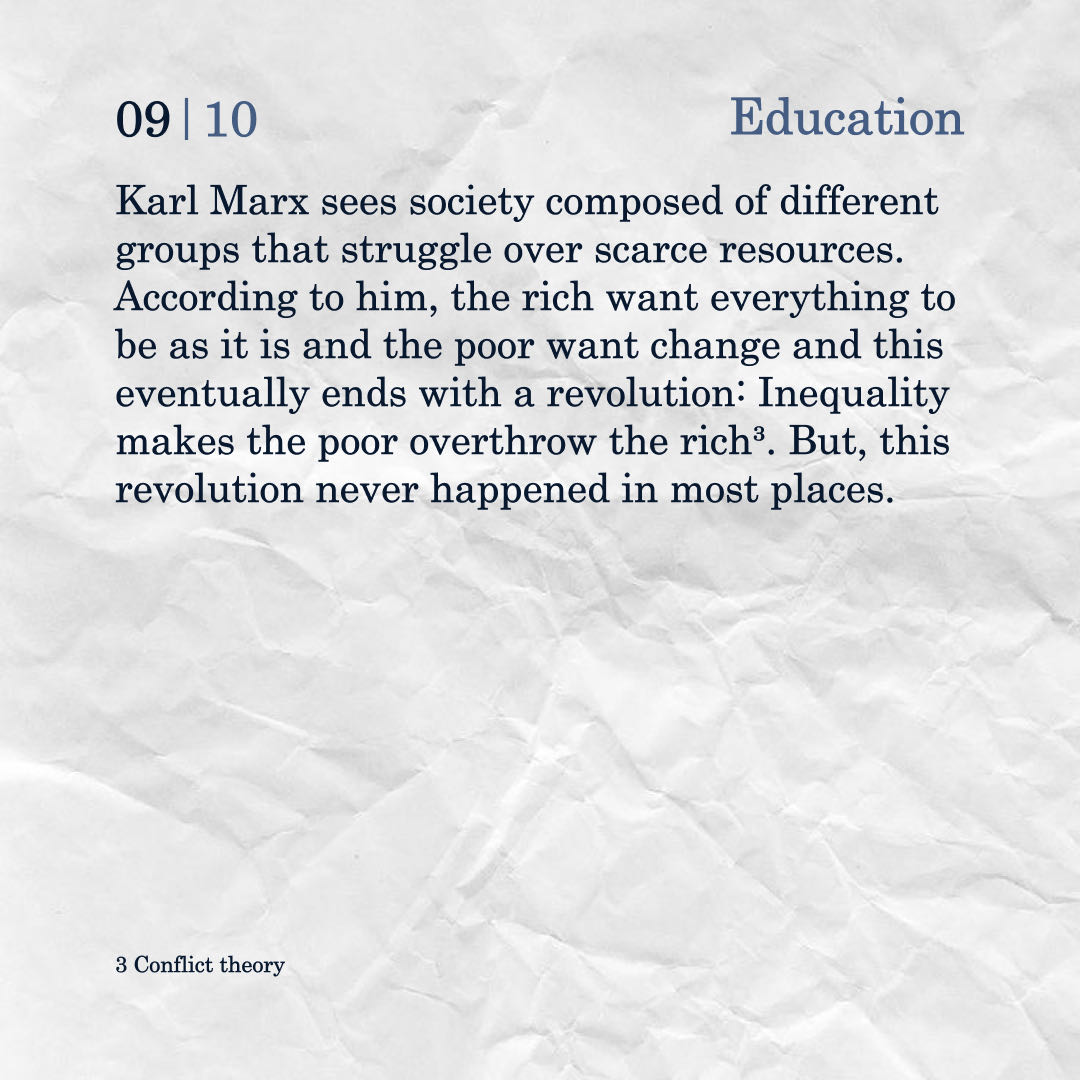 09 | 10
Education
Karl Marx sees society composed of different
groups that struggle over scarce resources.
According to him, the rich want everything to
be as it is and the poor want change and this
eventually ends with a revolution: Inequality
makes the poor overthrow the rich³. But, this
revolution never happened in most places.
3 Conflict theory